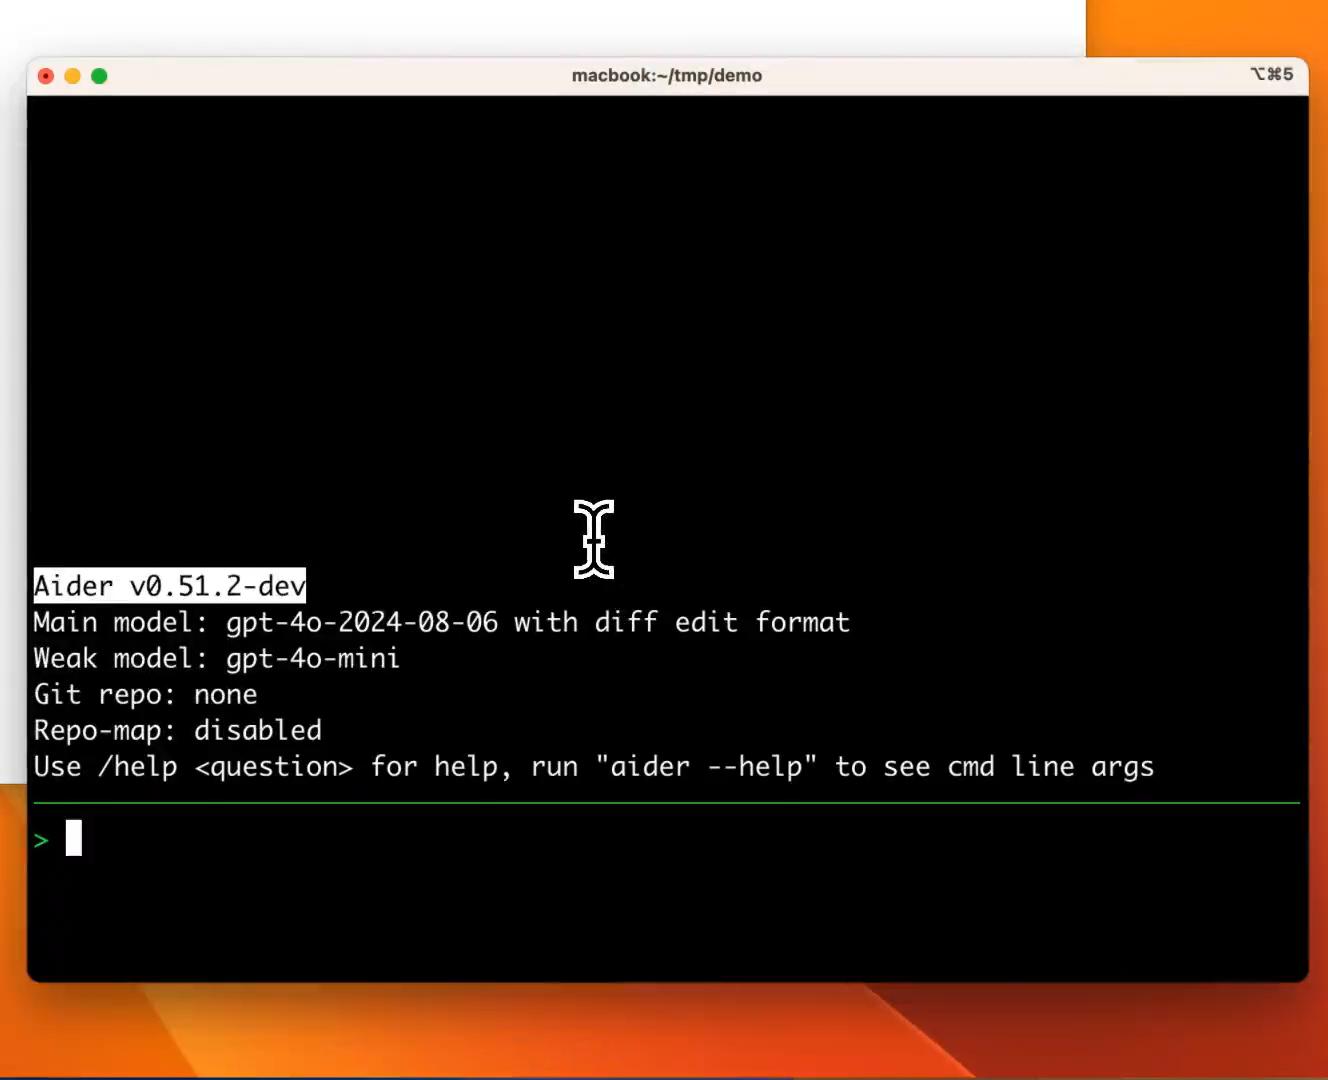 macbook:~/tmp/demo
⌥⌘5
Aider v0.51.2-dev
Main model: gpt-4o-2024-08-06 with diff edit format
Weak model: gpt-4o-mini
Git repo: none
Repo-map: disabled
Use /help <question> for help, run "aider --help" to see cmd line args
>